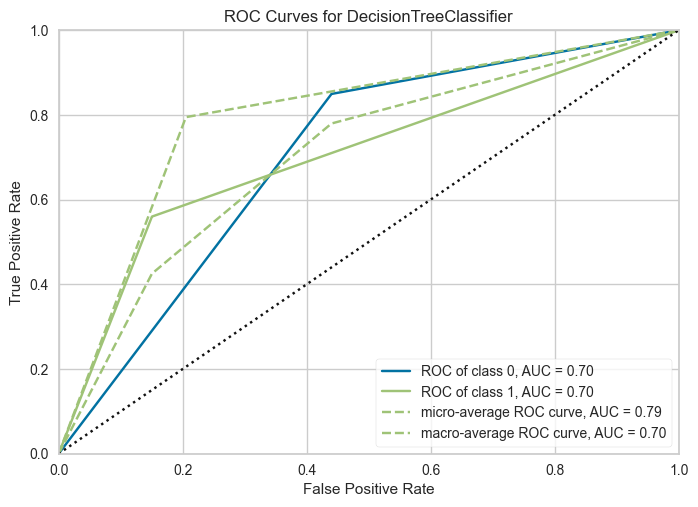 ROC Curves for DecisionTreeClassifier
1.0
0.8
0.6
0.4
0.2
0.0
True Positive Rate
0.0 0.2 0.4 0.6 0.8 1.0
False Positive Rate
ROC of class 0, AUC = 0.70
ROC of class 1, AUC = 0.70
micro-average ROC curve, AUC = 0.79
macro-average ROC curve, AUC = 0.70